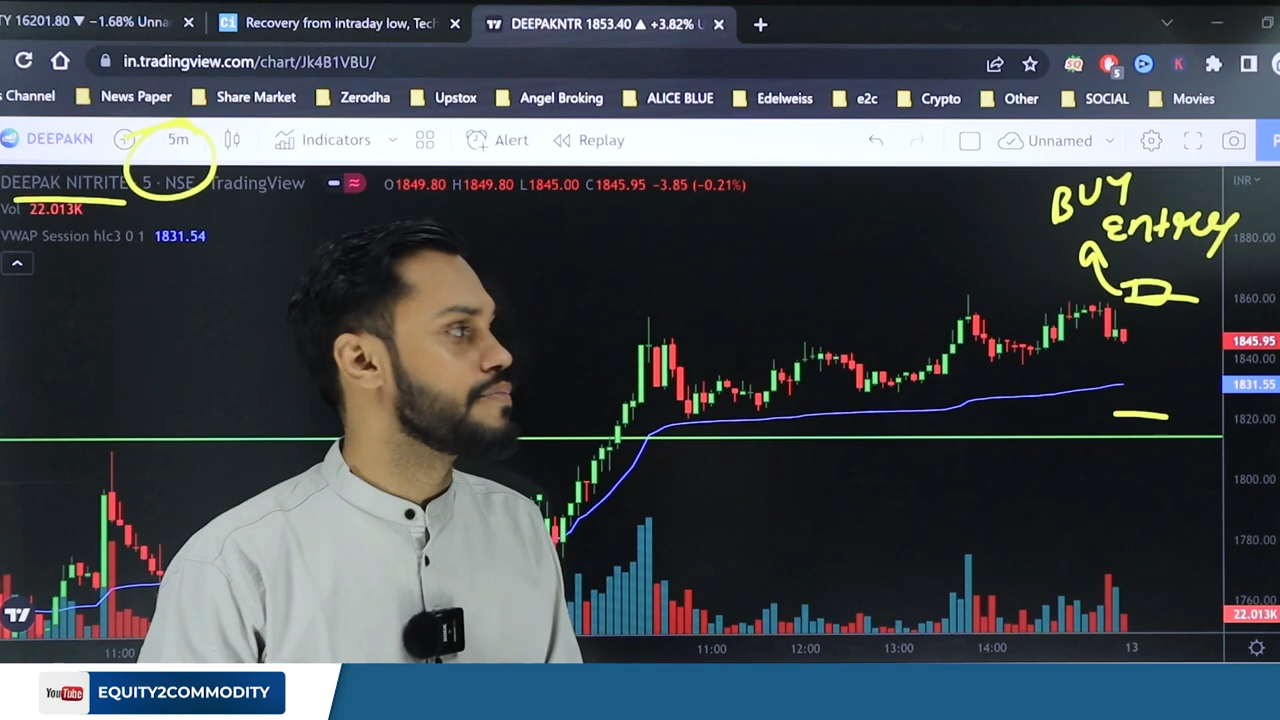 TY 16201.80 ▼ −1.68% Unna
Recovery from intraday low, Tech
DEEPAKNTR 1853.40 ▲ +3.82% U
in.tradingview.com/chart/Jk4B1VBU/
s Channel News Paper Share Market Zerodha Upstox Angel Broking ALICE BLUE Edelweiss e2c Crypto Other SOCIAL Movies
DEEPAKN 5m Indicators Alert Replay Unnamed P
DEEPAK NITRITE 5 · NSE TradingView O1849.80 H1849.80 L1845.00 C1845.95 −3.85 (−0.21%)
INR
Vol 22.013K
VWAP Session hlc3 0 1 1831.54
BUY
Entry
1880.00
1860.00
1845.95
1840.00
1831.55
1820.00
1800.00
1780.00
1760.00
22.013K
11:00 11:00 12:00 13:00 14:00 13
YouTube EQUITY2COMMODITY